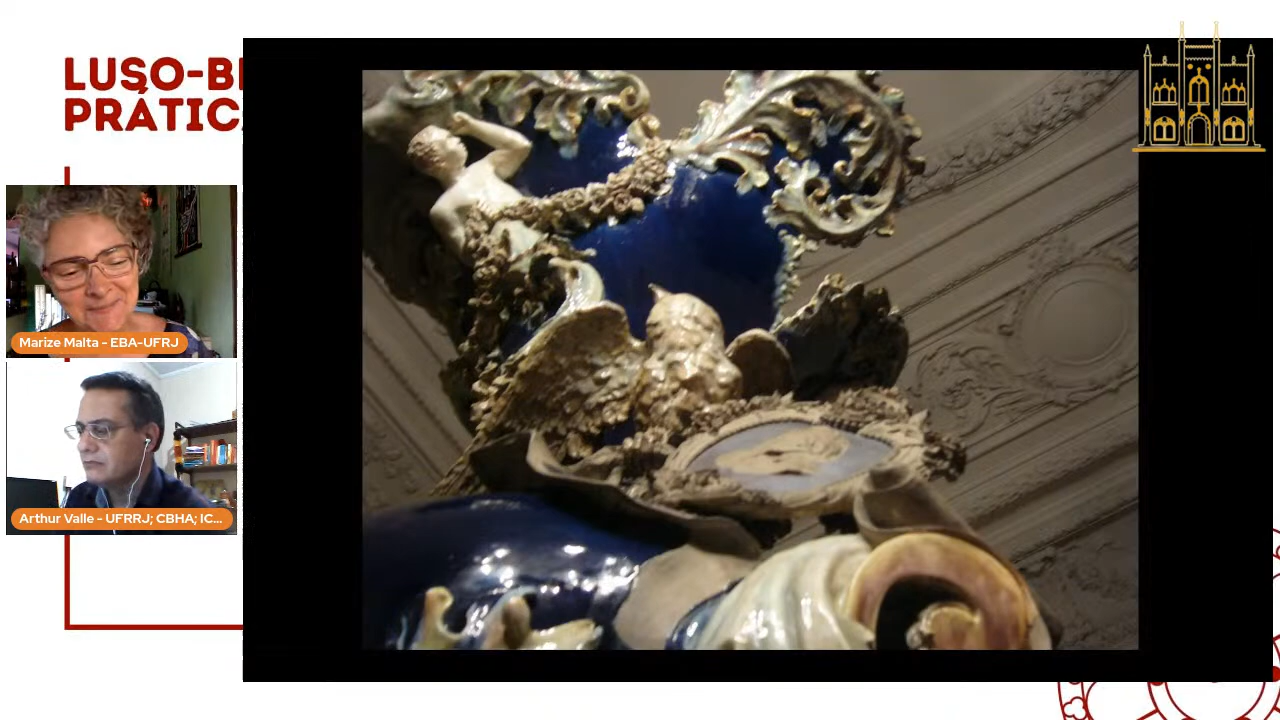 LUSO-B
PRÁTIC
Marize Malta - EBA-UFRJ
Arthur Valle - UFRRJ; CBHA; IC...